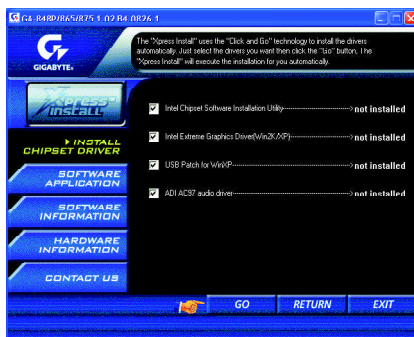 GA-848P/865/875 1.02 B4.0826.1
GIGABYTE
The "Xpress Install" uses the "Click and Go" technology to install the drivers
automatically. Just select the drivers you want then click the "Go" button, The
"Xpress Install" will execute the installation for you automatically.
Xpress
INSTALL
Intel Chipset Software Installation Utility-------------------> not installed
Intel Extreme Graphics Driver(Win2K/XP)-------------------> not installed
USB Patch for WinXP-------------------> not installed
ADI AC97 audio driver-------------------> not installed
INSTALL
CHIPSET DRIVER
SOFTWARE
APPLICATION
SOFTWARE
INFORMATION
HARDWARE
INFORMATION
CONTACT US
GO
RETURN
EXIT